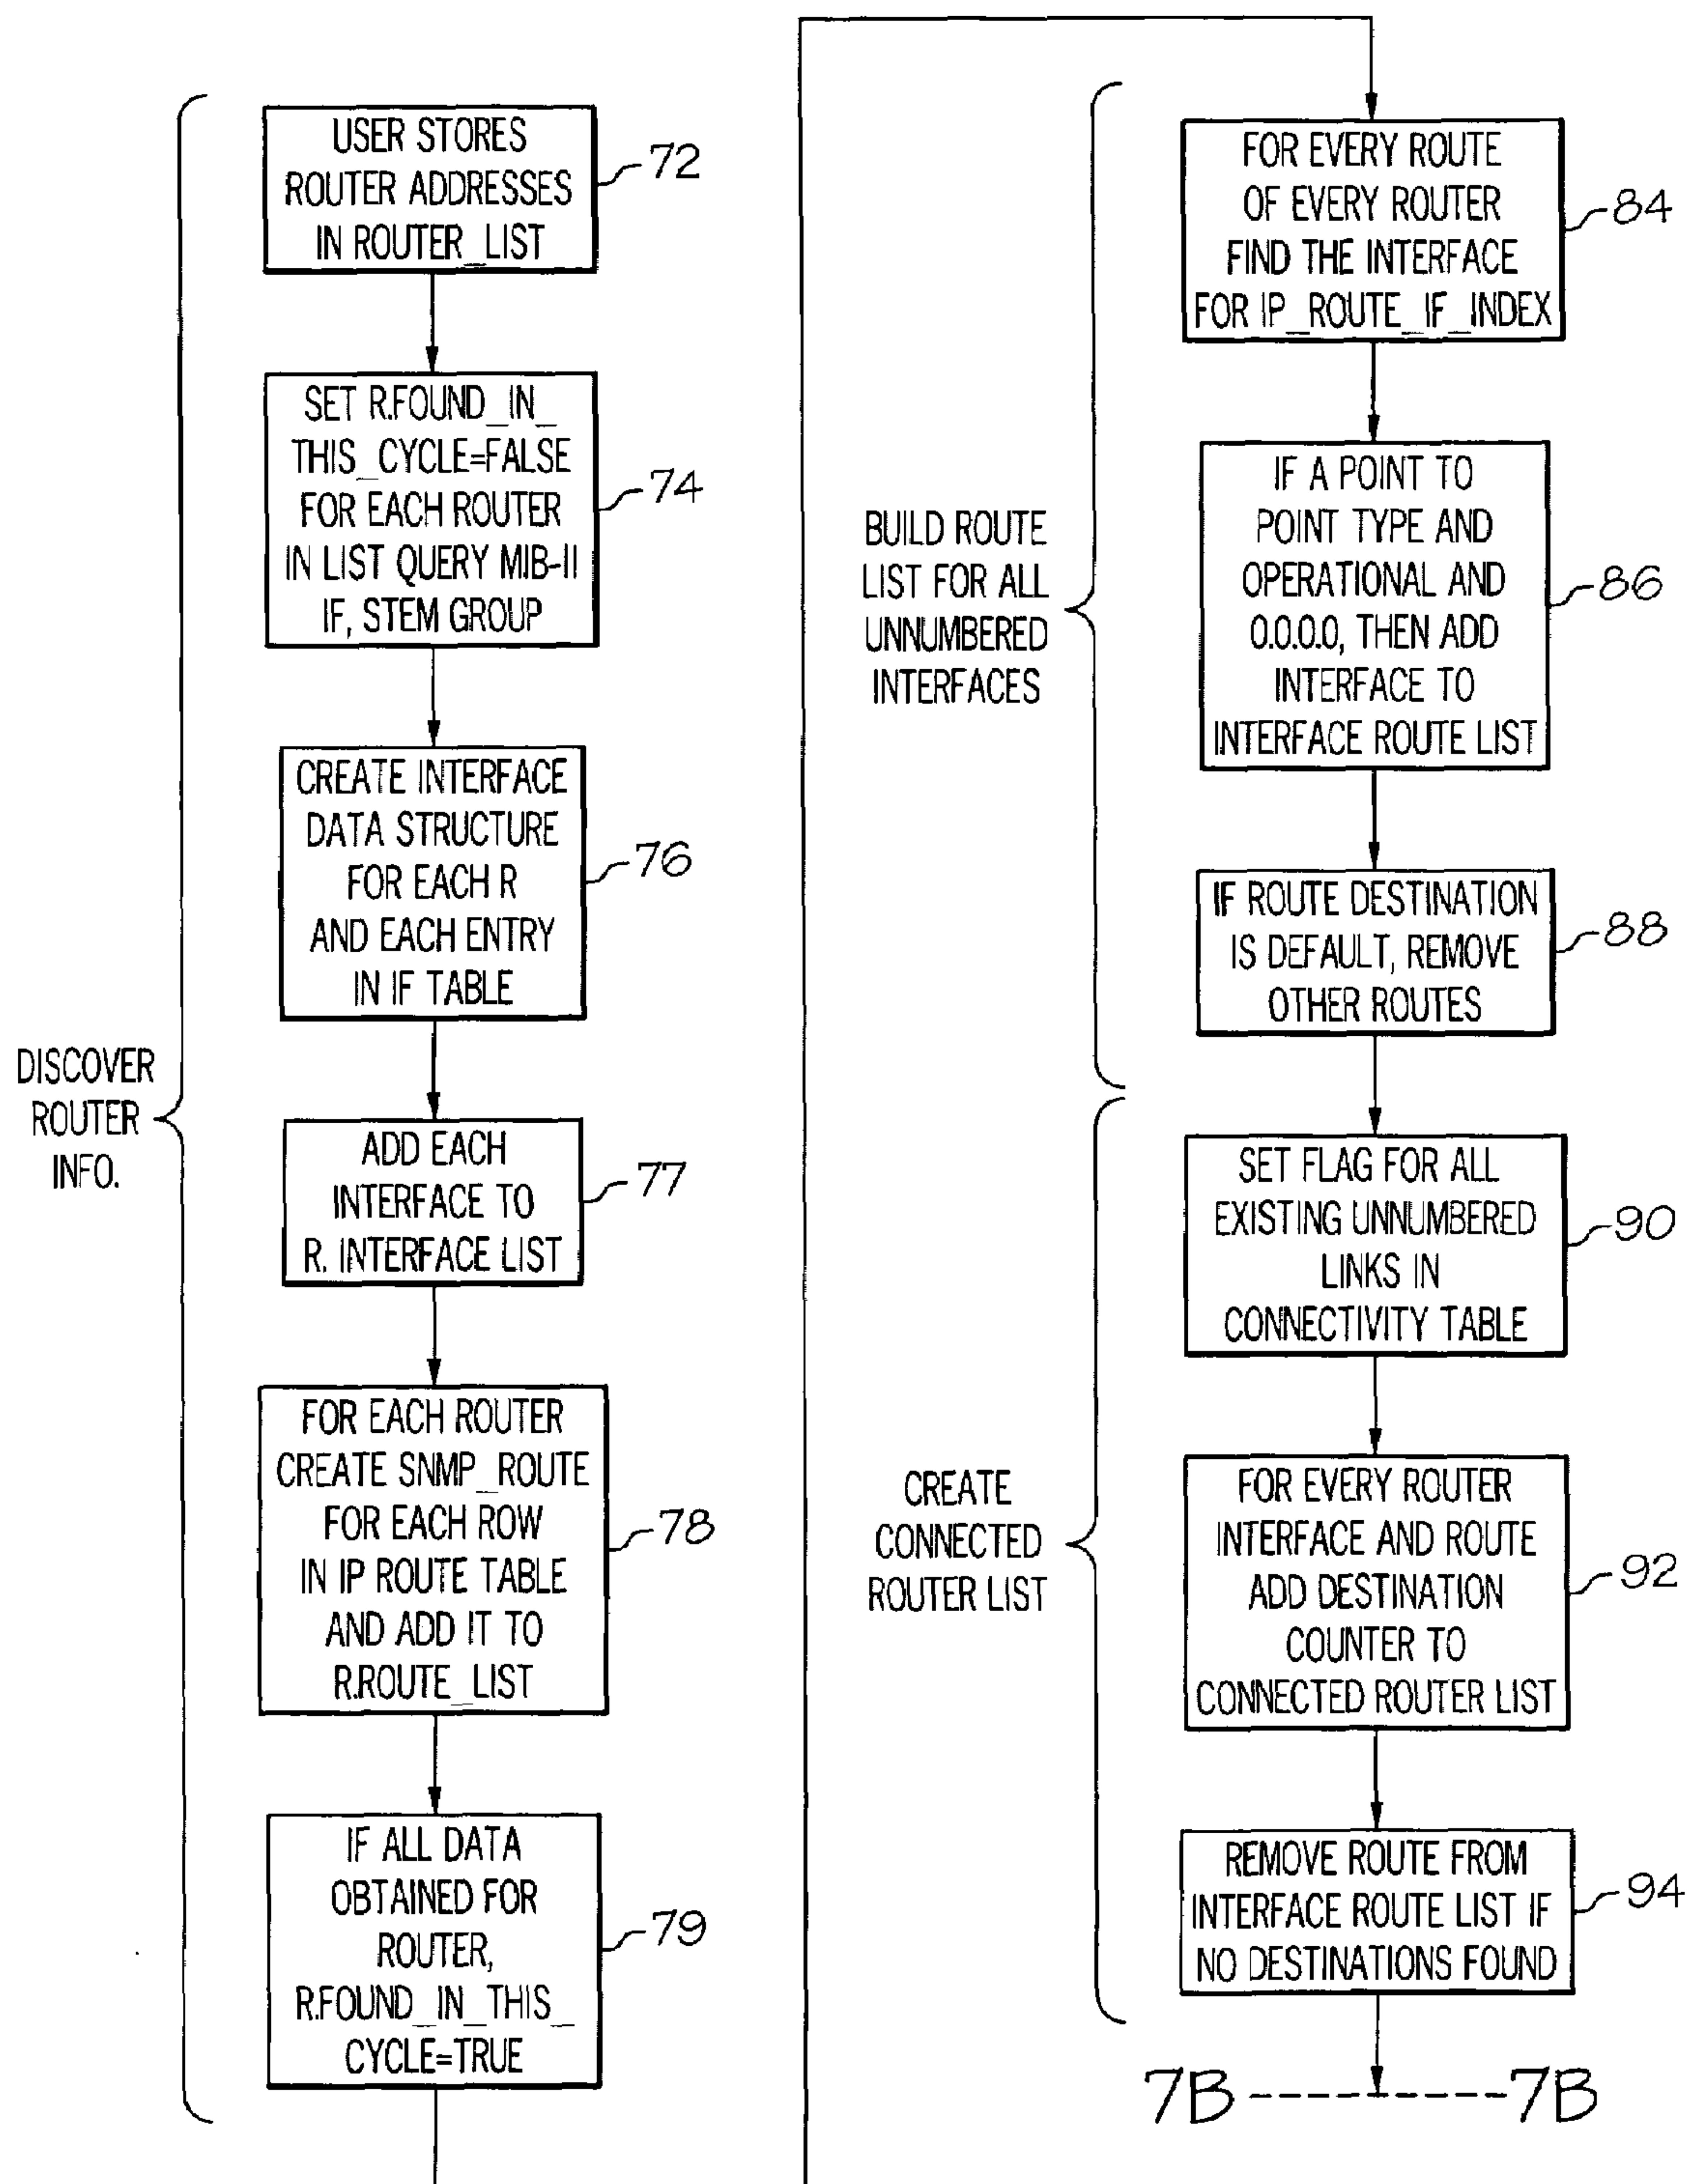 DISCOVER
ROUTER
INFO.
USER STORES
ROUTER ADDRESSES
IN ROUTER_LIST
72
SET R.FOUND_IN_
THIS_CYCLE=FALSE
FOR EACH ROUTER
IN LIST QUERY MIB-II
IF, STEM GROUP
74
CREATE INTERFACE
DATA STRUCTURE
FOR EACH R
AND EACH ENTRY
IN IF TABLE
76
ADD EACH
INTERFACE TO
R. INTERFACE LIST
77
FOR EACH ROUTER
CREATE SNMP_ROUTE
FOR EACH ROW
IN IP ROUTE TABLE
AND ADD IT TO
R.ROUTE_LIST
78
IF ALL DATA
OBTAINED FOR
ROUTER,
R.FOUND_IN_THIS_
CYCLE=TRUE
79
BUILD ROUTE
LIST FOR ALL
UNNUMBERED
INTERFACES
FOR EVERY ROUTE
OF EVERY ROUTER
FIND THE INTERFACE
FOR IP_ROUTE_IF_INDEX
84
IF A POINT TO
POINT TYPE AND
OPERATIONAL AND
0.0.0.0, THEN ADD
INTERFACE TO
INTERFACE ROUTE LIST
86
IF ROUTE DESTINATION
IS DEFAULT, REMOVE
OTHER ROUTES
88
CREATE
CONNECTED
ROUTER LIST
SET FLAG FOR ALL
EXISTING UNNUMBERED
LINKS IN
CONNECTIVITY TABLE
90
FOR EVERY ROUTER
INTERFACE AND ROUTE
ADD DESTINATION
COUNTER TO
CONNECTED ROUTER LIST
92
REMOVE ROUTE FROM
INTERFACE ROUTE LIST IF
NO DESTINATIONS FOUND
94
7B ------ 7B